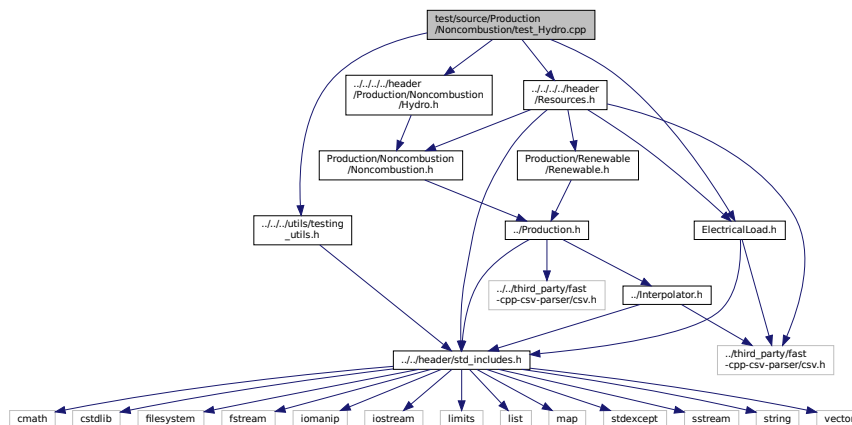 test/source/Production
/Noncombustion/test_Hydro.cpp
../../../../header
/Production/Noncombustion
/Hydro.h
../../../../header
/Resources.h
Production/Noncombustion
/Noncombustion.h
Production/Renewable
/Renewable.h
../../../utils/testing
_utils.h
../Production.h
ElectricalLoad.h
../../third_party/fast
-cpp-csv-parser/csv.h
../Interpolator.h
../../header/std_includes.h
../third_party/fast
-cpp-csv-parser/csv.h
cmath
cstdlib
filesystem
fstream
iomanip
iostream
limits
list
map
stdexcept
sstream
string
vector